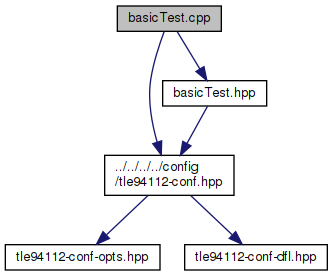 basicTest.cpp
basicTest.hpp
../../../../config
/tle94112-conf.hpp
tle94112-conf-opts.hpp
tle94112-conf-dfl.hpp